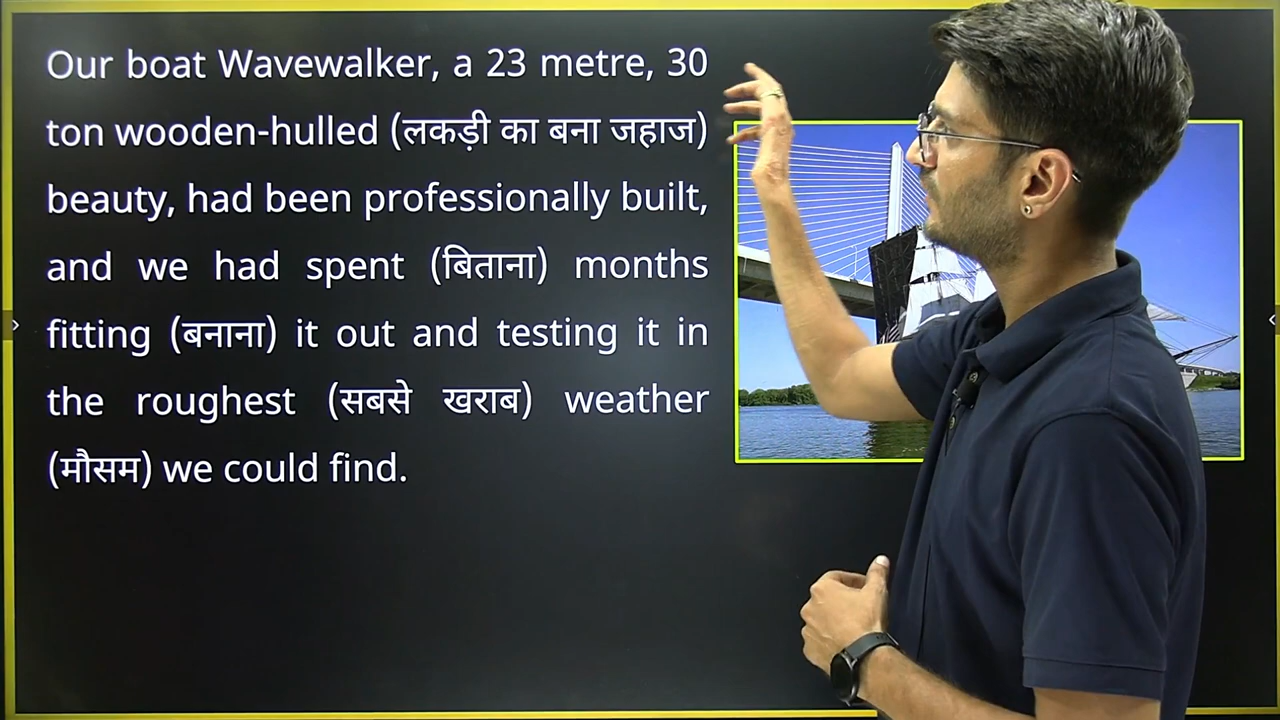 Our boat Wavewalker, a 23 metre, 30
ton wooden-hulled (लकड़ी का बना जहाज)
beauty, had been professionally built,
and we had spent (बिताना) months
fitting (बनाना) it out and testing it in
the roughest (सबसे खराब) weather
(मौसम) we could find.